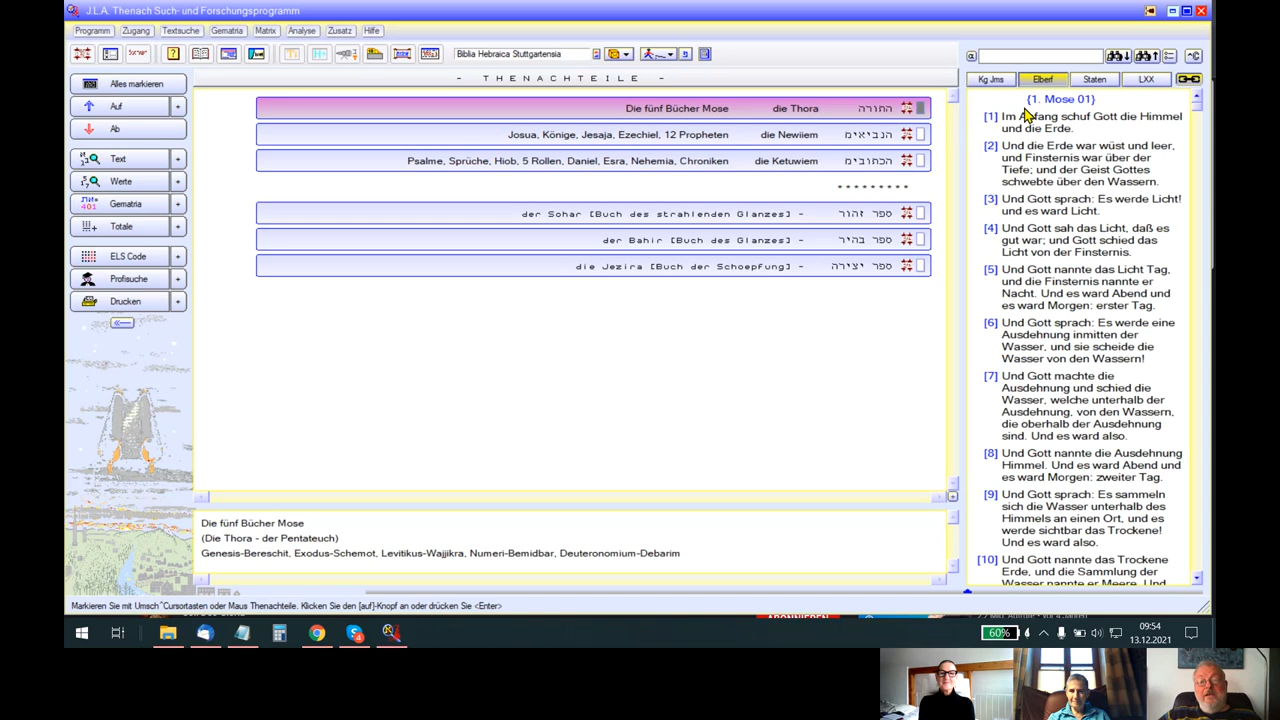 J.L.A. Thenach Such- und Forschungsprogramm
Programm Zugang Textsuche Gematria Matrix Analyse Zusatz Hilfe
Biblia Hebraica Stuttgartensia
Alles markieren
Auf
Ab
Text
Werte
401 Gematria
Totale
ELS Code
Profisuche
Drucken
- THENACHTEILE -
Die fünf Bücher Mose die Thora התורה
Josua, Könige, Jesaja, Ezechiel, 12 Propheten die Newiiem הנביאימ
Psalme, Sprüche, Hiob, 5 Rollen, Daniel, Esra, Nehemia, Chroniken die Ketuwiem הכתובימ
*********
der Sohar [Buch des strahlenden Glanzes] - ספר זהור
der Bahir [Buch des Glanzes] - ספר בהיר
die Jezira [Buch der Schoepfung] - ספר יצירה
Die fünf Bücher Mose
(Die Thora - der Pentateuch)
Genesis-Bereschit, Exodus-Schemot, Levitikus-Wajjikra, Numeri-Bemidbar, Deuteronomium-Debarim
Kg Jms Elberf Staten LXX
{1. Mose 01}
[1] Im Anfang schuf Gott die Himmel
und die Erde.
[2] Und die Erde war wüst und leer,
und Finsternis war über der
Tiefe; und der Geist Gottes
schwebte über den Wassern.
[3] Und Gott sprach: Es werde Licht!
und es ward Licht.
[4] Und Gott sah das Licht, daß es
gut war; und Gott schied das
Licht von der Finsternis.
[5] Und Gott nannte das Licht Tag,
und die Finsternis nannte er
Nacht. Und es ward Abend und
es ward Morgen: erster Tag.
[6] Und Gott sprach: Es werde eine
Ausdehnung inmitten der
Wasser, und sie scheide die
Wasser von den Wassern!
[7] Und Gott machte die
Ausdehnung und schied die
Wasser, welche unterhalb der
Ausdehnung, von den Wassern,
die oberhalb der Ausdehnung
sind. Und es ward also.
[8] Und Gott nannte die Ausdehnung
Himmel. Und es ward Abend und
es ward Morgen: zweiter Tag.
[9] Und Gott sprach: Es sammeln
sich die Wasser unterhalb des
Himmels an einen Ort, und es
werde sichtbar das Trockene!
Und es ward also.
[10] Und Gott nannte das Trockene
Erde, und die Sammlung der
Wasser nannte er Meere. Und
Markieren Sie mit Umsch^Cursortasten oder Maus Thenachteile. Klicken Sie den [auf]-Knopf an oder drücken Sie <Enter>
60%
09:54
13.12.2021